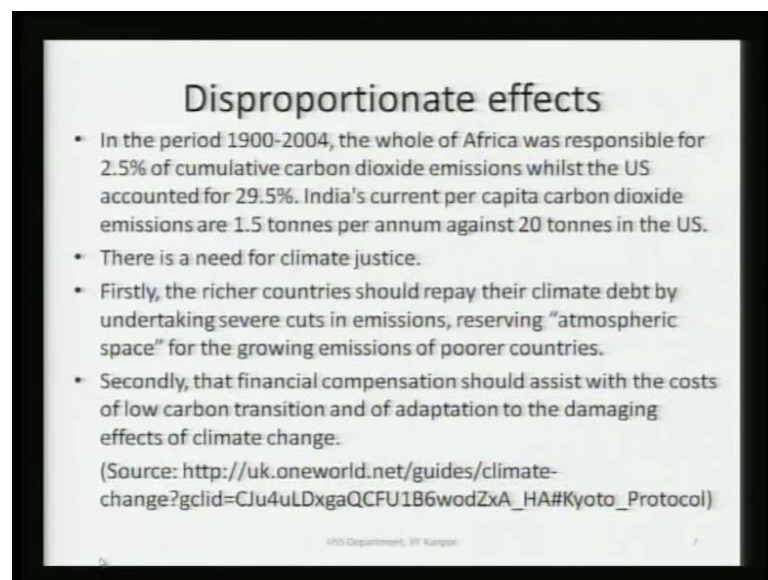 Disproportionate effects
• In the period 1900-2004, the whole of Africa was responsible for
2.5% of cumulative carbon dioxide emissions whilst the US
accounted for 29.5%. India's current per capita carbon dioxide
emissions are 1.5 tonnes per annum against 20 tonnes in the US.
• There is a need for climate justice.
• Firstly, the richer countries should repay their climate debt by
undertaking severe cuts in emissions, reserving “atmospheric
space” for the growing emissions of poorer countries.
• Secondly, that financial compensation should assist with the costs
of low carbon transition and of adaptation to the damaging
effects of climate change.
(Source: http://uk.oneworld.net/guides/climate-
change?gclid=CJu4uLDxgaQCFU1B6wodZxA_HA#Kyoto_Protocol)
Department, IIT Kanpur
7